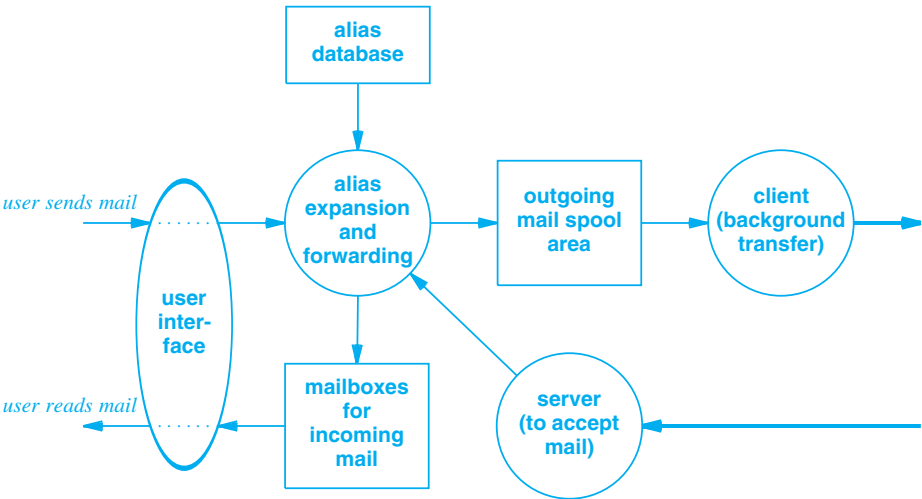 alias
database
user sends mail
alias
expansion
and
forwarding
outgoing
mail spool
area
client
(background
transfer)
user
inter-
face
user reads mail
mailboxes
for
incoming
mail
server
(to accept
mail)